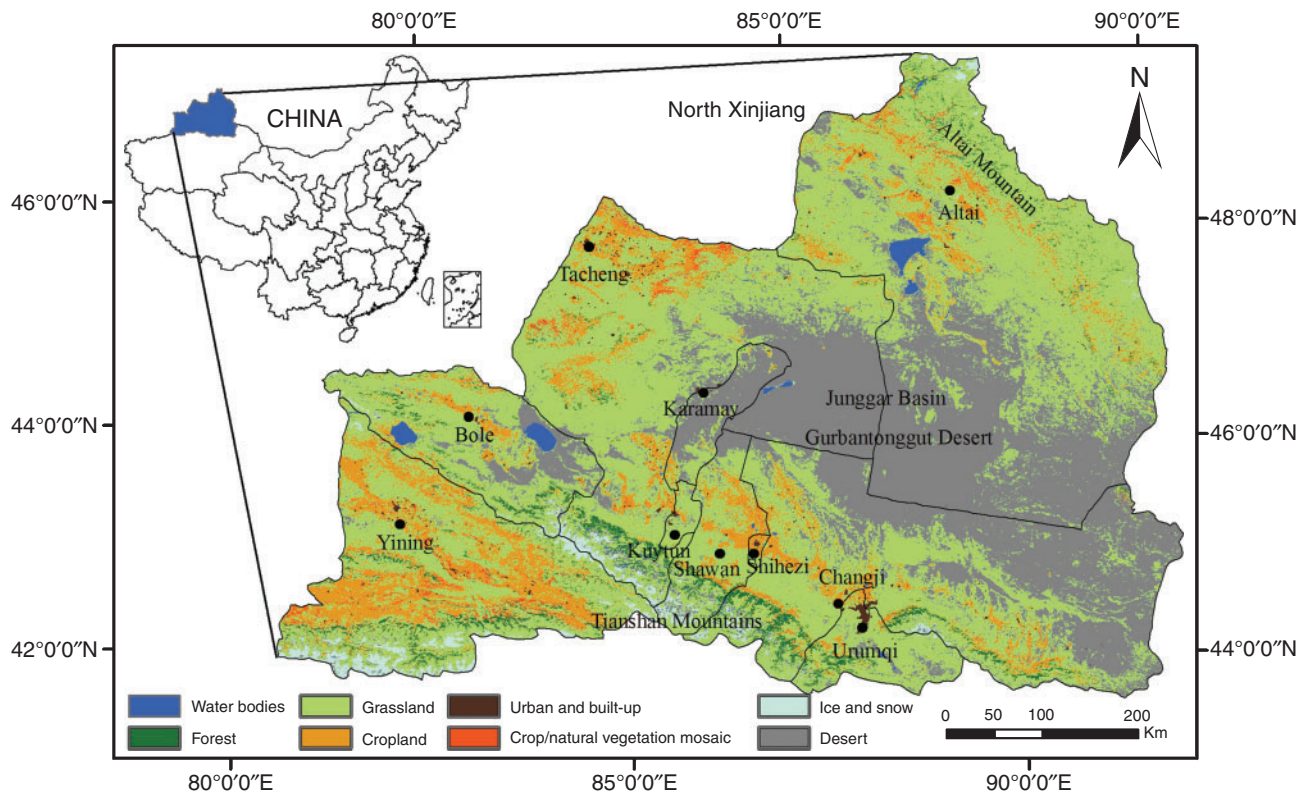 80°0′0″E 85°0′0″E 90°0′0″E
N
CHINA
North Xinjiang
Altai Mountain
46°0′0″N
48°0′0″N
Altai
Tacheng
Karamay
Junggar Basin
44°0′0″N
Bole
Gurbantonggut Desert
46°0′0″N
Yining
Kuytun
Shawan
Shihezi
Changji
Tianshan Mountains
Urumqi
42°0′0″N
44°0′0″N
Water bodies Grassland Urban and built-up Ice and snow
Forest Cropland Crop/natural vegetation mosaic Desert
0 50 100 200
Km
80°0′0″E 85°0′0″E 90°0′0″E